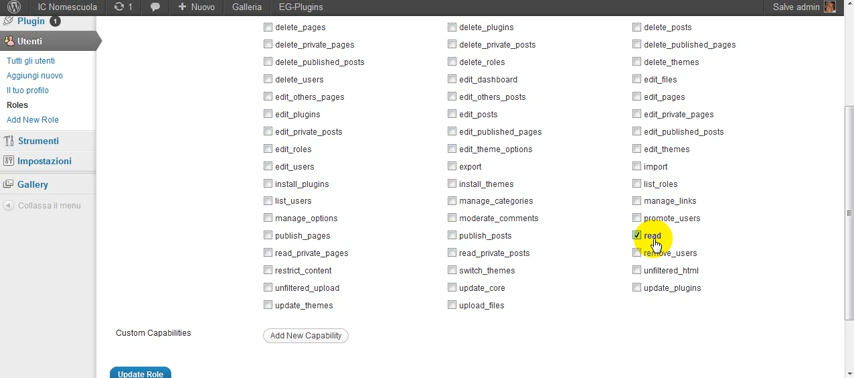 IC Nomescuola 1 Nuovo Galleria EG-Plugins Salve admin
Plugin 1
Utenti
Tutti gli utenti
Aggiungi nuovo
Il tuo profilo
Roles
Add New Role
Strumenti
Impostazioni
Gallery
Collassa il menu
delete_pages delete_plugins delete_posts
delete_private_pages delete_private_posts delete_published_pages
delete_published_posts delete_roles delete_themes
delete_users edit_dashboard edit_files
edit_others_pages edit_others_posts edit_pages
edit_plugins edit_posts edit_private_pages
edit_private_posts edit_published_pages edit_published_posts
edit_roles edit_theme_options edit_themes
edit_users export import
install_plugins install_themes list_roles
list_users manage_categories manage_links
manage_options moderate_comments promote_users
publish_pages publish_posts read
read_private_pages read_private_posts remove_users
restrict_content switch_themes unfiltered_html
unfiltered_upload update_core update_plugins
update_themes upload_files
Custom Capabilities Add New Capability
Update Role